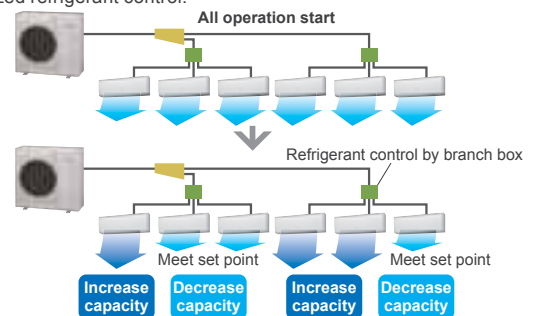 refrigerant control.
All operation start
Refrigerant control by branch box
Meet set point
Meet set point
Increase
capacity
Decrease
capacity
Increase
capacity
Decrease
capacity